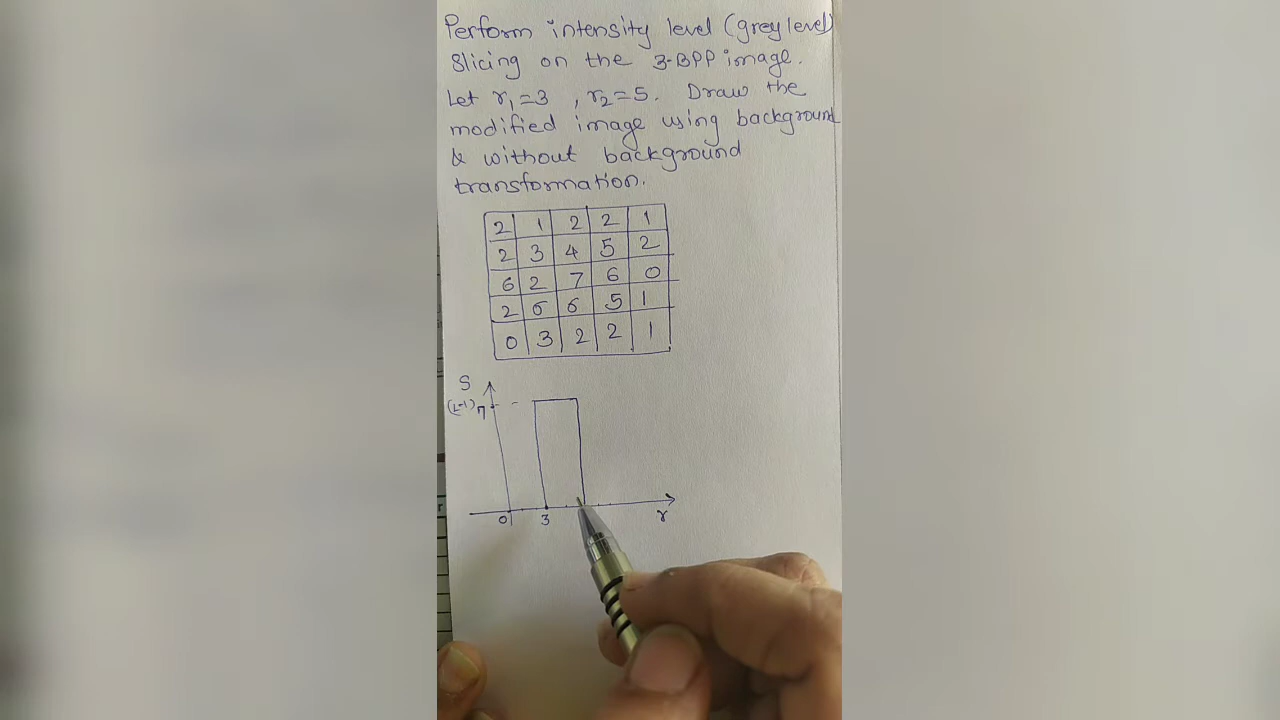 Perform intensity level (grey level)
Slicing on the 3-BPP image.
Let r1=3 , r2=5. Draw the
modified image using background
& without background
transformation.
2 1 2 2 1
2 3 4 5 2
6 2 7 6 0
2 6 6 5 1
0 3 2 2 1
S
(L-1) 7
0 3 r